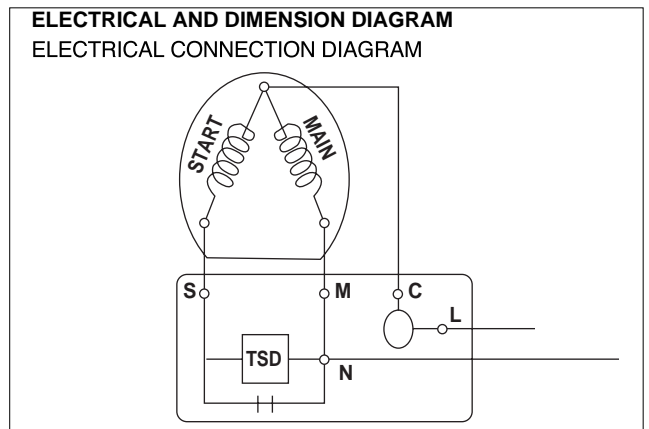 ELECTRICAL AND DIMENSION DIAGRAM
ELECTRICAL CONNECTION DIAGRAM
START
MAIN
S
M
C
L
TSD
N